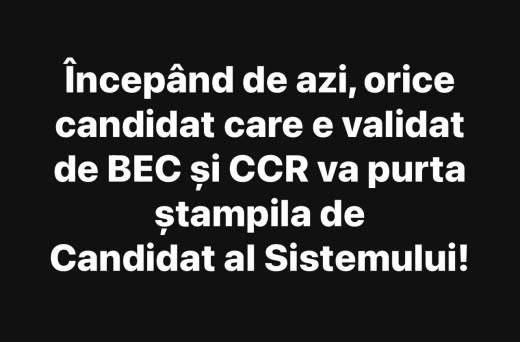 Începând de azi, orice
candidat care e validat
de BEC și CCR va purta
ștampila de
Candidat al Sistemului!